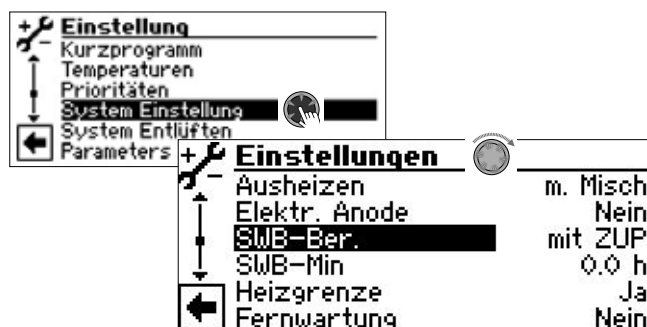 Einstellung
Kurzprogramm
Temperaturen
Prioritäten
System Einstellung
System Entlüften
Parameters
Einstellungen
Ausheizen m. Misch
Elektr. Anode Nein
SWB-Ber. mit ZUP
SWB-Min 0.0 h
Heizgrenze Ja
Fernwartung Nein